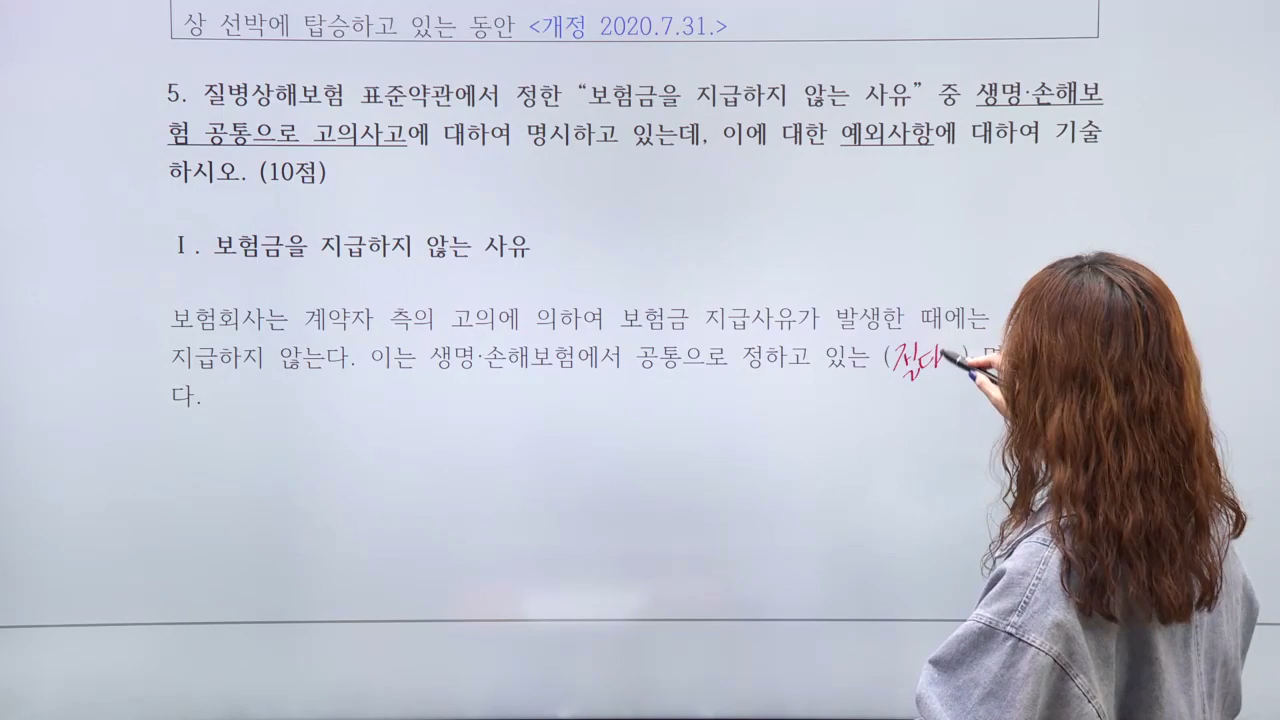 상 선박에 탑승하고 있는 동안 <개정 2020.7.31.>
5. 질병상해보험 표준약관에서 정한 “보험금을 지급하지 않는 사유” 중 생명·손해보
험 공통으로 고의사고에 대하여 명시하고 있는데, 이에 대한 예외사항에 대하여 기술
하시오. (10점)
Ⅰ. 보험금을 지급하지 않는 사유
보험회사는 계약자 측의 고의에 의하여 보험금 지급사유가 발생한 때에는
지급하지 않는다. 이는 생명·손해보험에서 공통으로 정하고 있는 ( )
다.